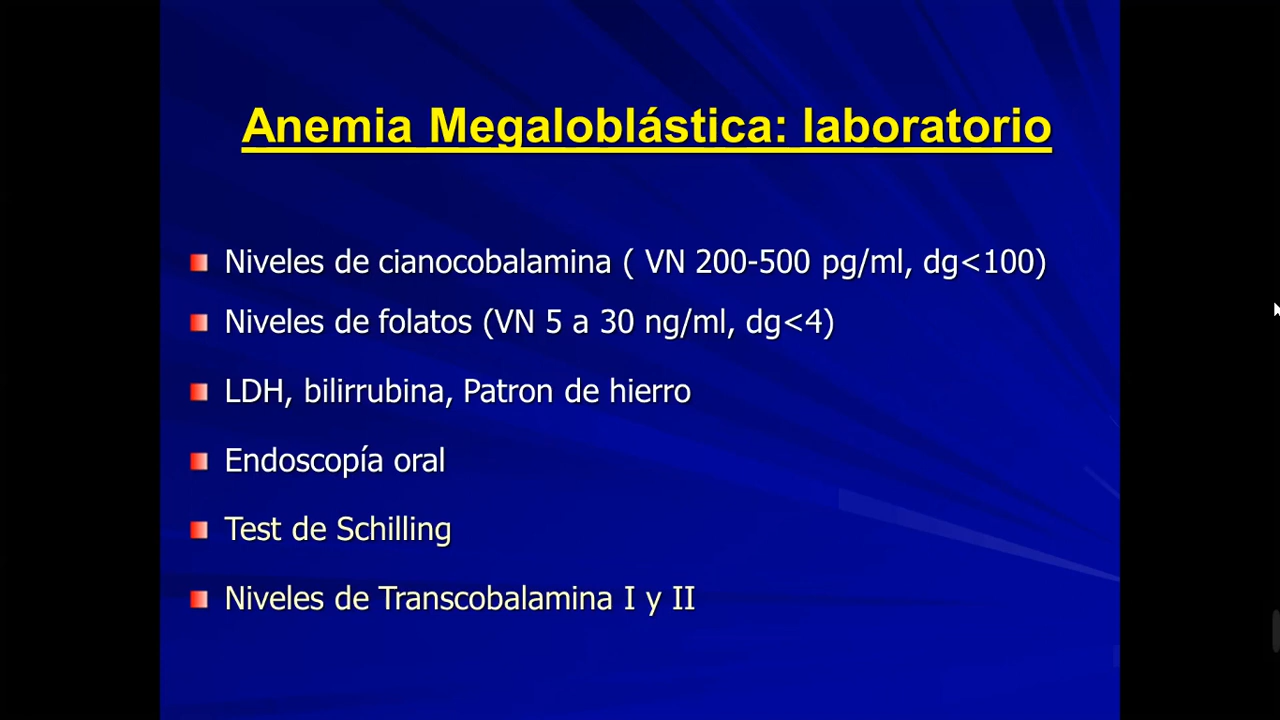 Anemia Megaloblástica: laboratorio
Niveles de cianocobalamina ( VN 200-500 pg/ml, dg<100)
Niveles de folatos (VN 5 a 30 ng/ml, dg<4)
LDH, bilirrubina, Patron de hierro
Endoscopía oral
Test de Schilling
Niveles de Transcobalamina I y II